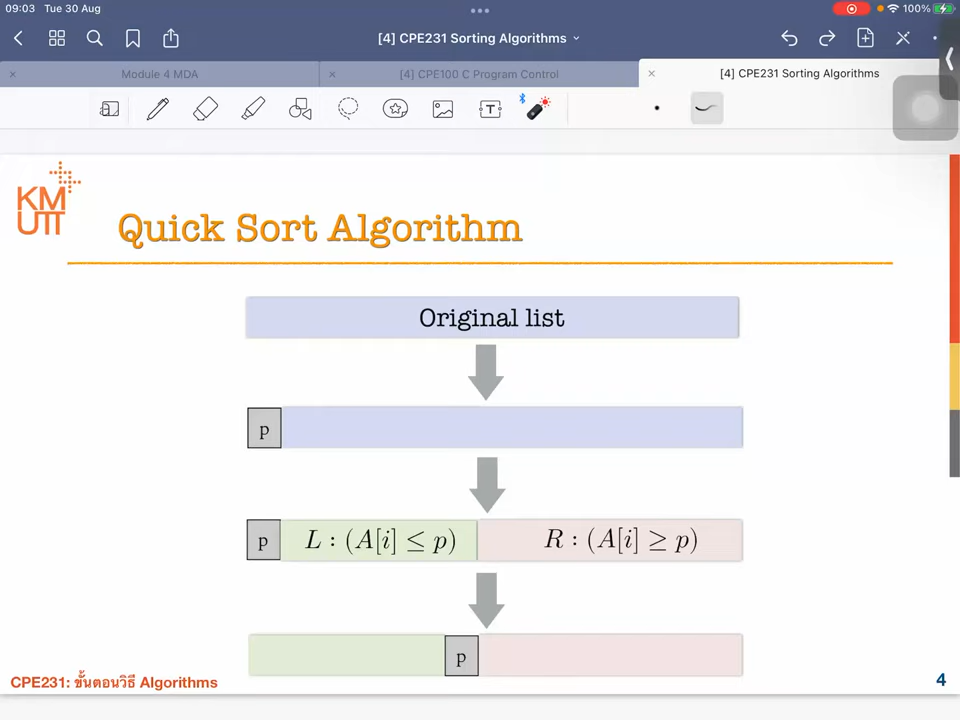 09:03 Tue 30 Aug
100%
[4] CPE231 Sorting Algorithms
Module 4 MDA
[4] CPE100 C Program Control
[4] CPE231 Sorting Algorithms
T
KM
UTT
Quick Sort Algorithm
Original list
p
p
L : (A[i] ≤ p)
R : (A[i] ≥ p)
p
CPE231: ขั้นตอนวิธี Algorithms
4